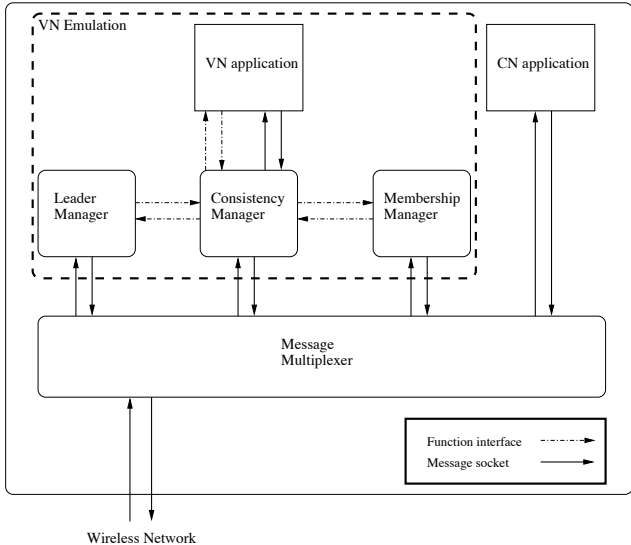 VN Emulation
VN application
CN application
Leader
Manager
Consistency
Manager
Membership
Manager
Message
Multiplexer
Function interface
Message socket
Wireless Network